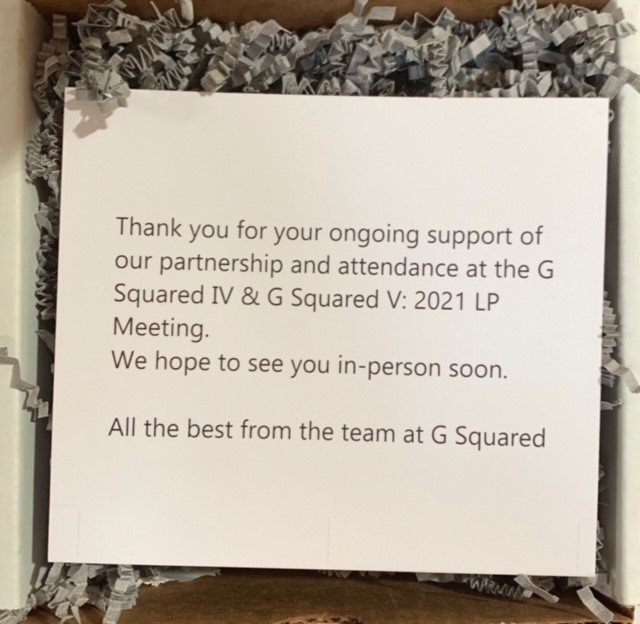 Thank you for your ongoing support of
our partnership and attendance at the G
Squared IV & G Squared V: 2021 LP
Meeting.
We hope to see you in-person soon.
All the best from the team at G Squared